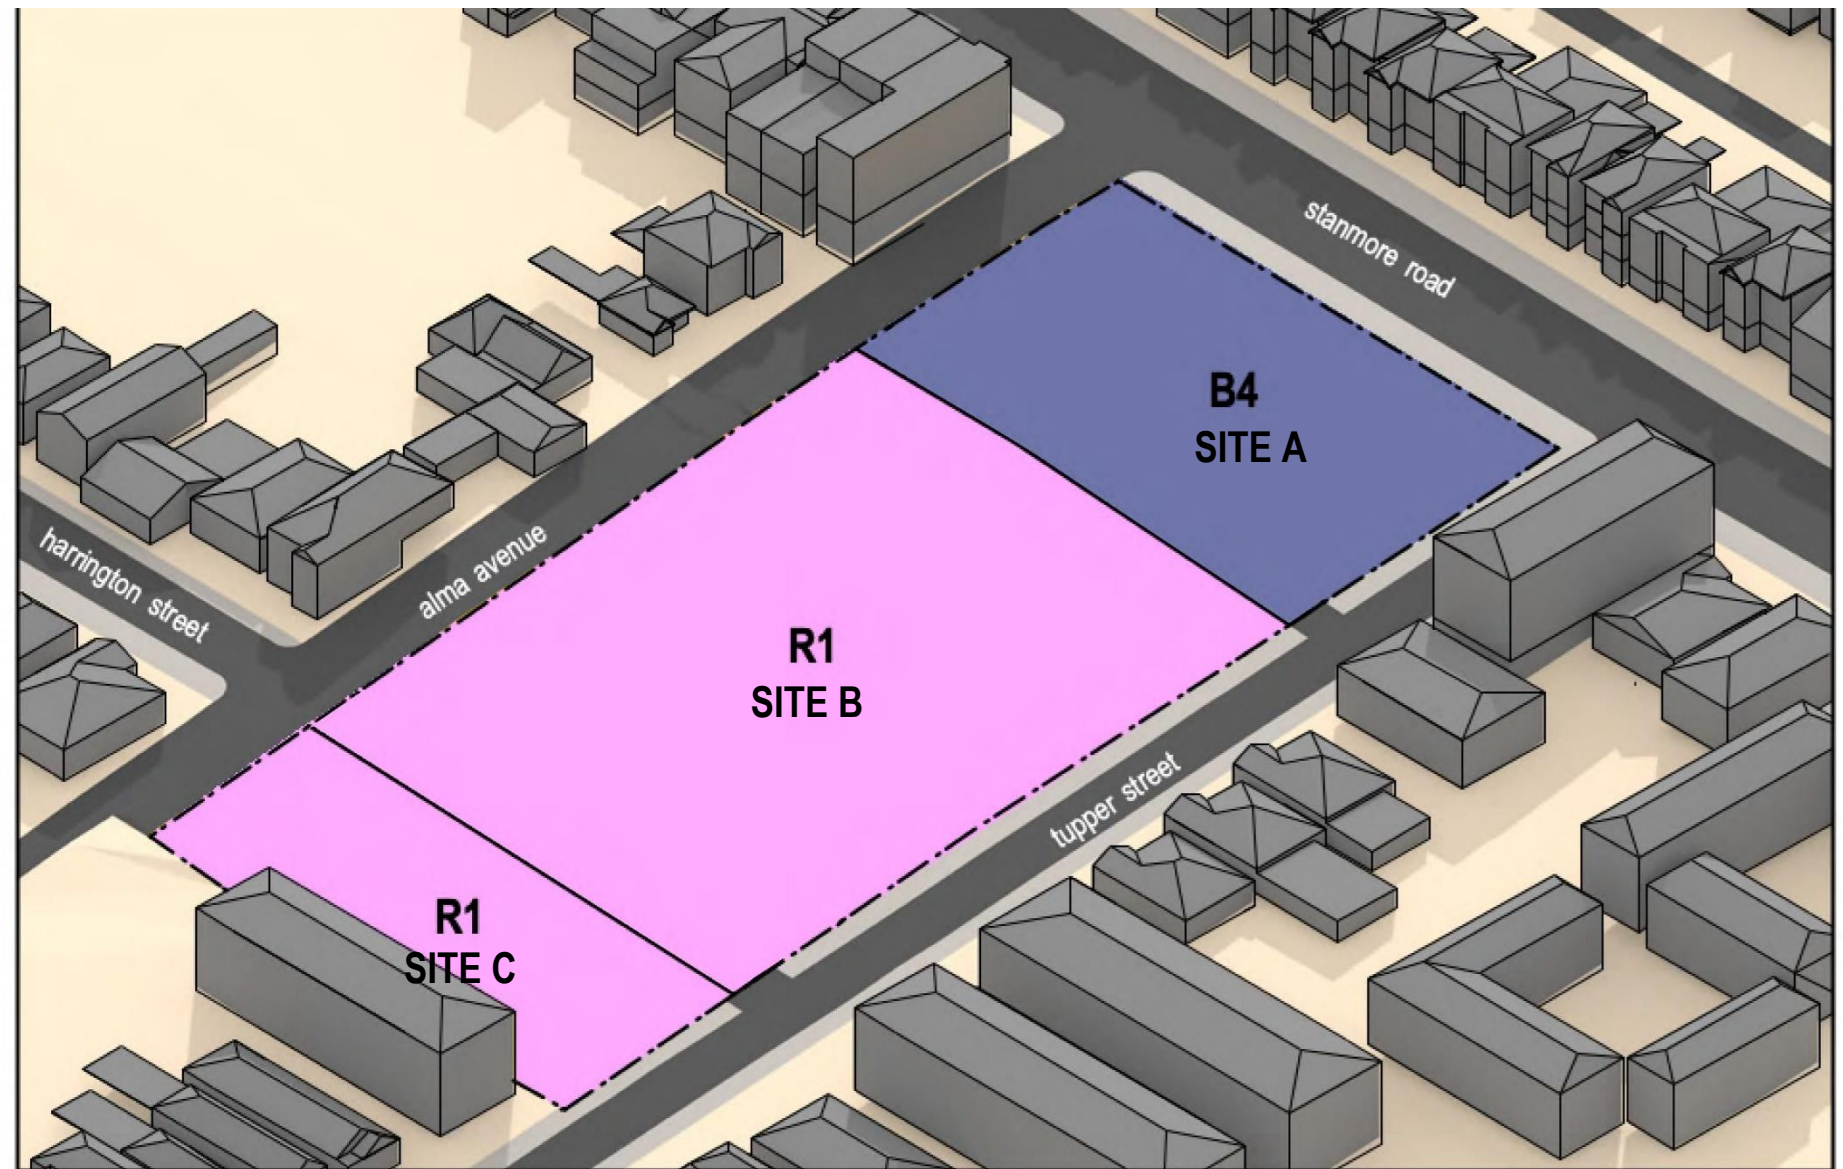 stanmore road
B4
SITE A
harrington street
alma avenue
R1
SITE B
tupper street
R1
SITE C